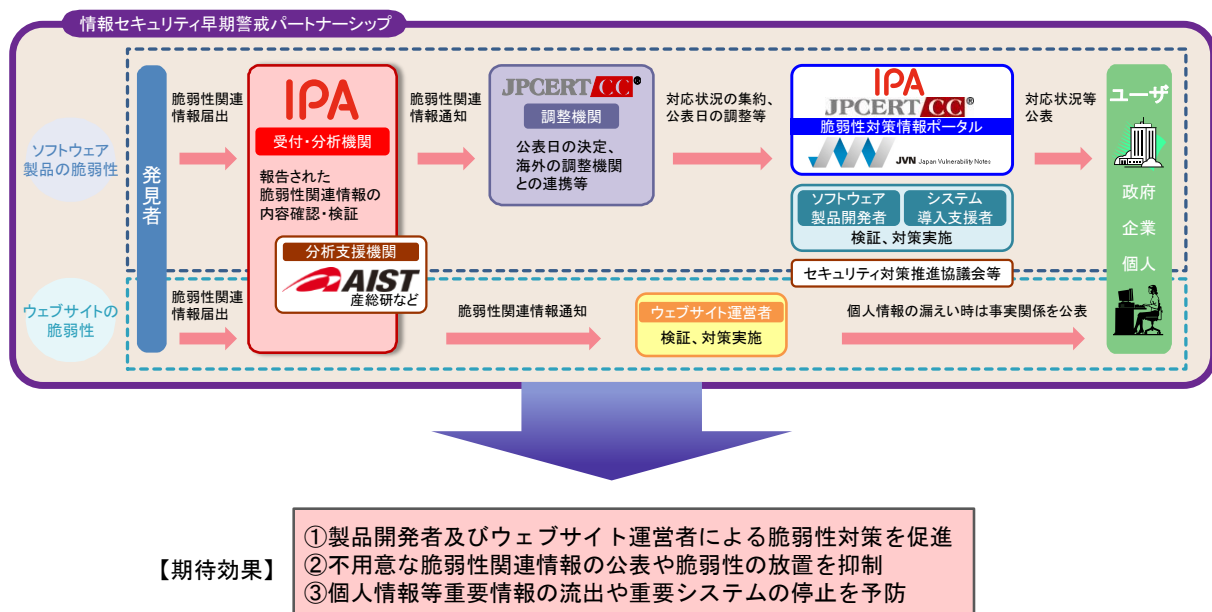 情報セキュリティ早期警戒パートナーシップ
ソフトウェア
製品の脆弱性
発見者
脆弱性関連
情報届出
IPA
受付・分析機関
報告された
脆弱性関連情報の
内容確認・検証
分析支援機関
AIST
産総研など
脆弱性関連
情報通知
JPCERT CC®
調整機関
公表日の決定、
海外の調整機関
との連携等
対応状況の集約、
公表日の調整等
IPA
JPCERT CC®
脆弱性対策情報ポータル
JVN Japan Vulnerability Notes
ソフトウェア
製品開発者
システム
導入支援者
検証、対策実施
セキュリティ対策推進協議会等
対応状況等
公表
ユーザ
政府
企業
個人
ウェブサイトの
脆弱性
脆弱性関連
情報届出
脆弱性関連情報通知
ウェブサイト運営者
検証、対策実施
個人情報の漏えい時は事実関係を公表
【期待効果】
①製品開発者及びウェブサイト運営者による脆弱性対策を促進
②不用意な脆弱性関連情報の公表や脆弱性の放置を抑制
③個人情報等重要情報の流出や重要システムの停止を予防